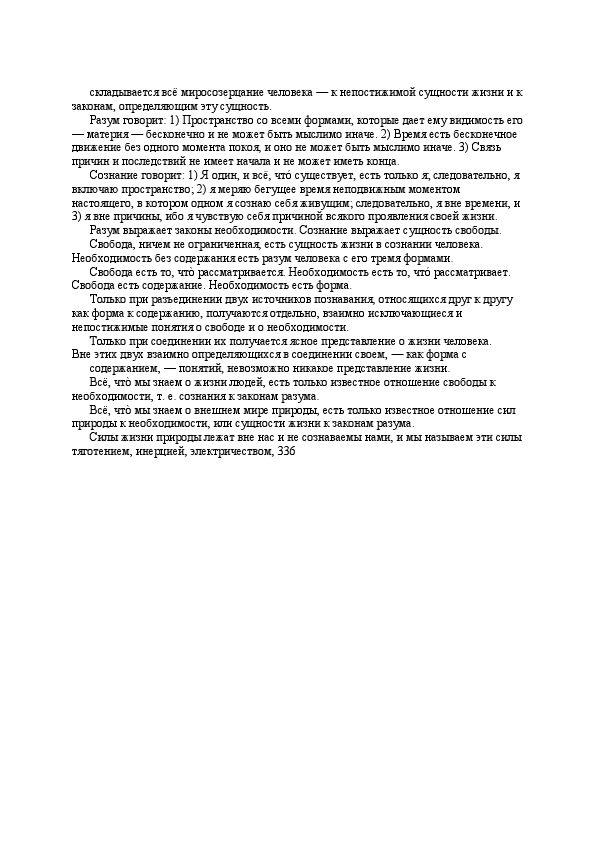 складывается всё миросозерцание человека — к непостижимой сущности жизни и к
законам, определяющим эту сущность.
Разум говорит: 1) Пространство со всеми формами, которые дает ему видимость его
— материя — бесконечно и не может быть мыслимо иначе. 2) Время есть бесконечное
движение без одного момента покоя, и оно не может быть мыслимо иначе. 3) Связь
причин и последствий не имеет начала и не может иметь конца.
Сознание говорит: 1) Я один, и всё, что́ существует, есть только я; следовательно, я
включаю пространство; 2) я меряю бегущее время неподвижным моментом
настоящего, в котором одном я сознаю себя живущим; следовательно, я вне времени, и
3) я вне причины, ибо я чувствую себя причиной всякого проявления своей жизни.
Разум выражает законы необходимости. Сознание выражает сущность свободы.
Свобода, ничем не ограниченная, есть сущность жизни в сознании человека.
Необходимость без содержания есть разум человека с его тремя формами.
Свобода есть то, что̀ рассматривается. Необходимость есть то, что́ рассматривает.
Свобода есть содержание. Необходимость есть форма.
Только при разъединении двух источников познавания, относящихся друг к другу
как форма к содержанию, получаются отдельно, взаимно исключающиеся и
непостижимые понятия о свободе и о необходимости.
Только при соединении их получается ясное представление о жизни человека.
Вне этих двух взаимно определяющихся в соединении своем, — как форма с
содержанием, — понятий, невозможно никакое представление жизни.
Всё, что̀ мы знаем о жизни людей, есть только известное отношение свободы к
необходимости, т. е. сознания к законам разума.
Всё, что̀ мы знаем о внешнем мире природы, есть только известное отношение сил
природы к необходимости, или сущности жизни к законам разума.
Силы жизни природы лежат вне нас и не сознаваемы нами, и мы называем эти силы
тяготением, инерцией, электричеством, 336